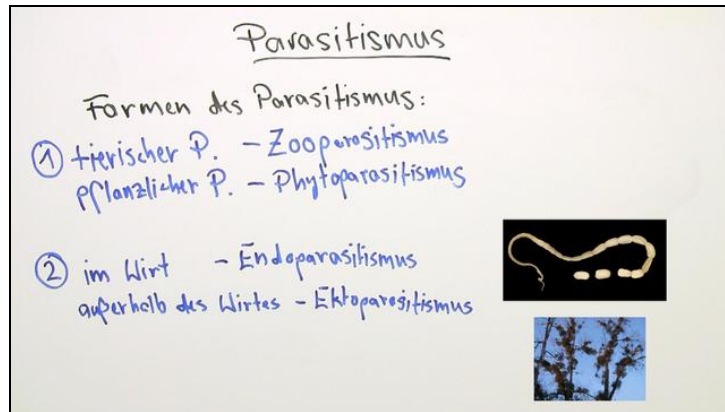 Parasitismus
Formen des Parasitismus:
① tierischer P. - Zooparasitismus
pflanzlicher P. - Phytoparasitismus
② im Wirt - Endoparasitismus
außerhalb des Wirtes - Ektoparasitismus